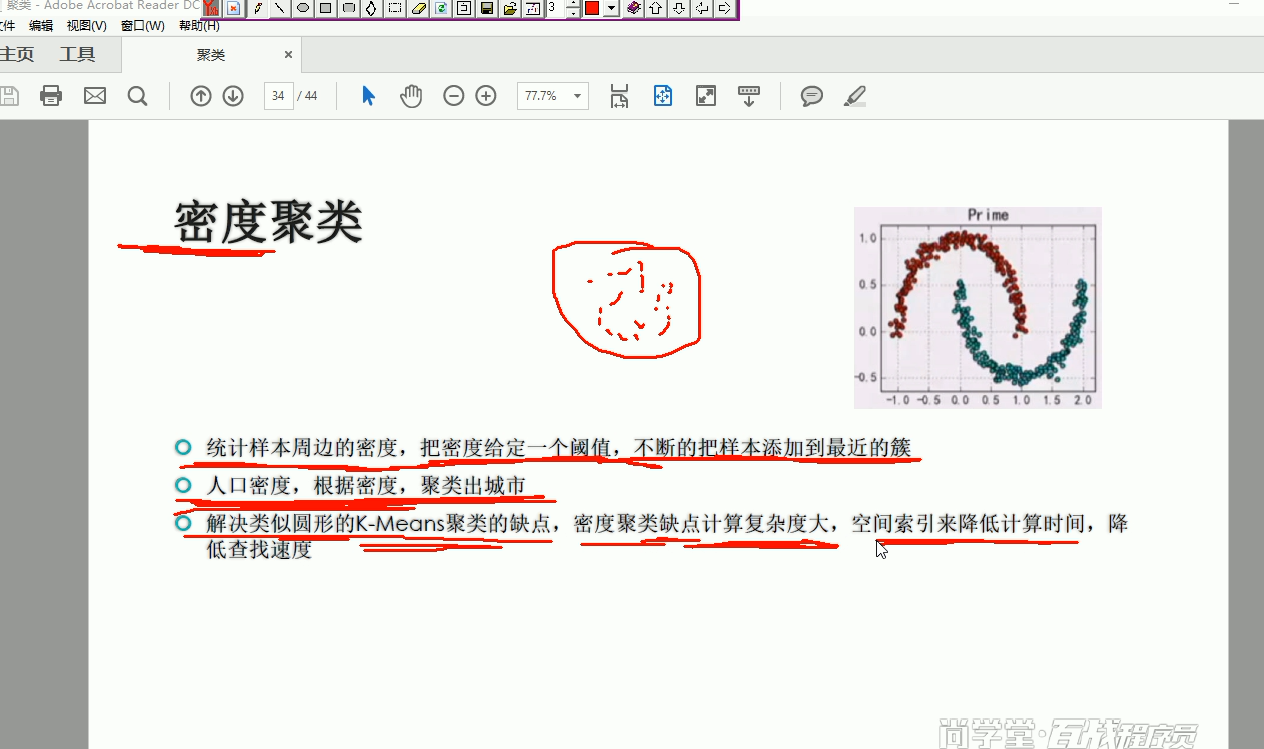 聚类 - Adobe Acrobat Reader DC
3
文件 编辑 视图(V) 窗口(W) 帮助(H)
主页 工具 聚类 ×
34 / 44 77.7%
密度聚类
Prime
1.0
0.5
0.0
-0.5
-1.0 -0.5 0.0 0.5 1.0 1.5 2.0
统计样本周边的密度，把密度给定一个阈值，不断的把样本添加到最近的簇
人口密度，根据密度，聚类出城市
解决类似圆形的K-Means聚类的缺点，密度聚类缺点计算复杂度大，空间索引来降低计算时间，降
低查找速度
尚学堂·百战程序员